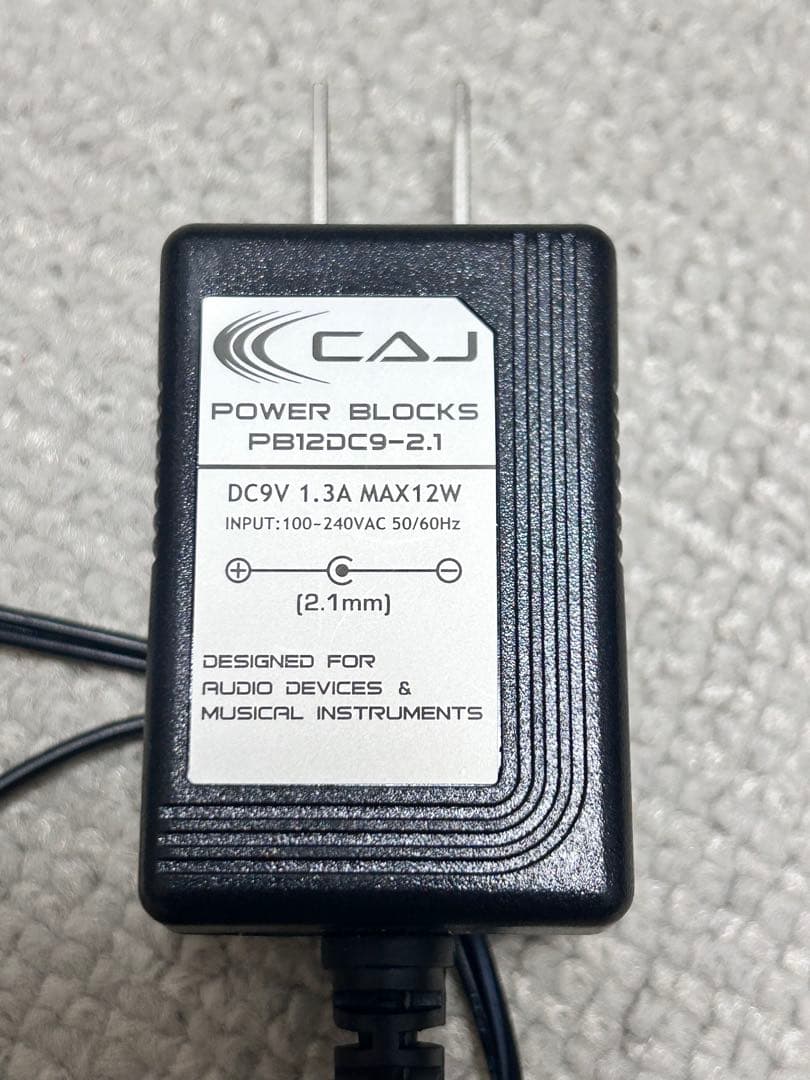 CAJ
POWER BLOCKS
PB12DC9-2.1
DC9V 1.3A MAX12W
INPUT:100~240VAC 50/60Hz
+ −
(2.1mm)
DESIGNED FOR
AUDIO DEVICES &
MUSICAL INSTRUMENTS